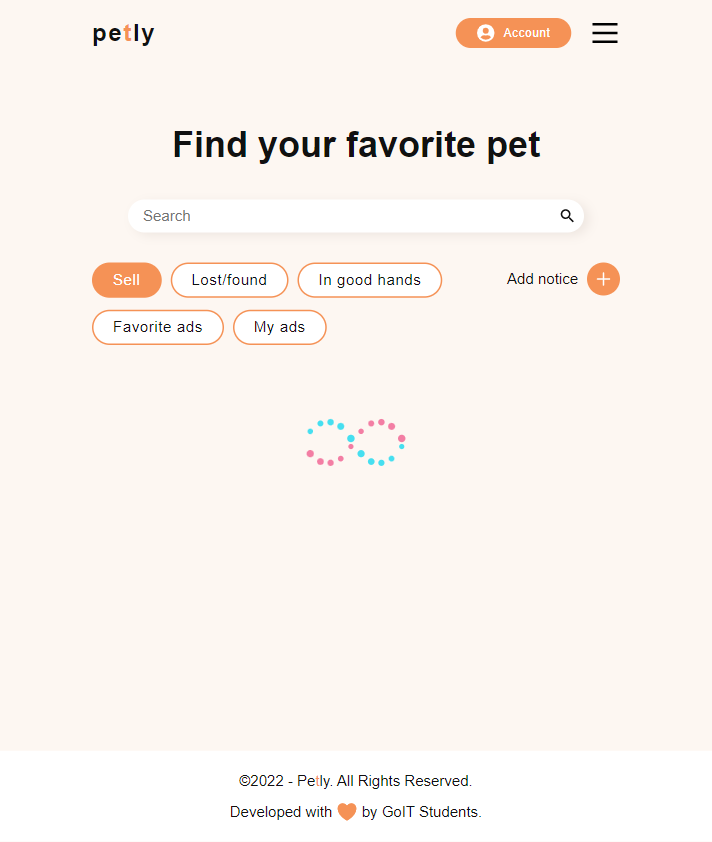 petly
Account
Find your favorite pet
Search
Sell
Lost/found
In good hands
Add notice
Favorite ads
My ads
©2022 - Petly. All Rights Reserved.
Developed with by GoIT Students.